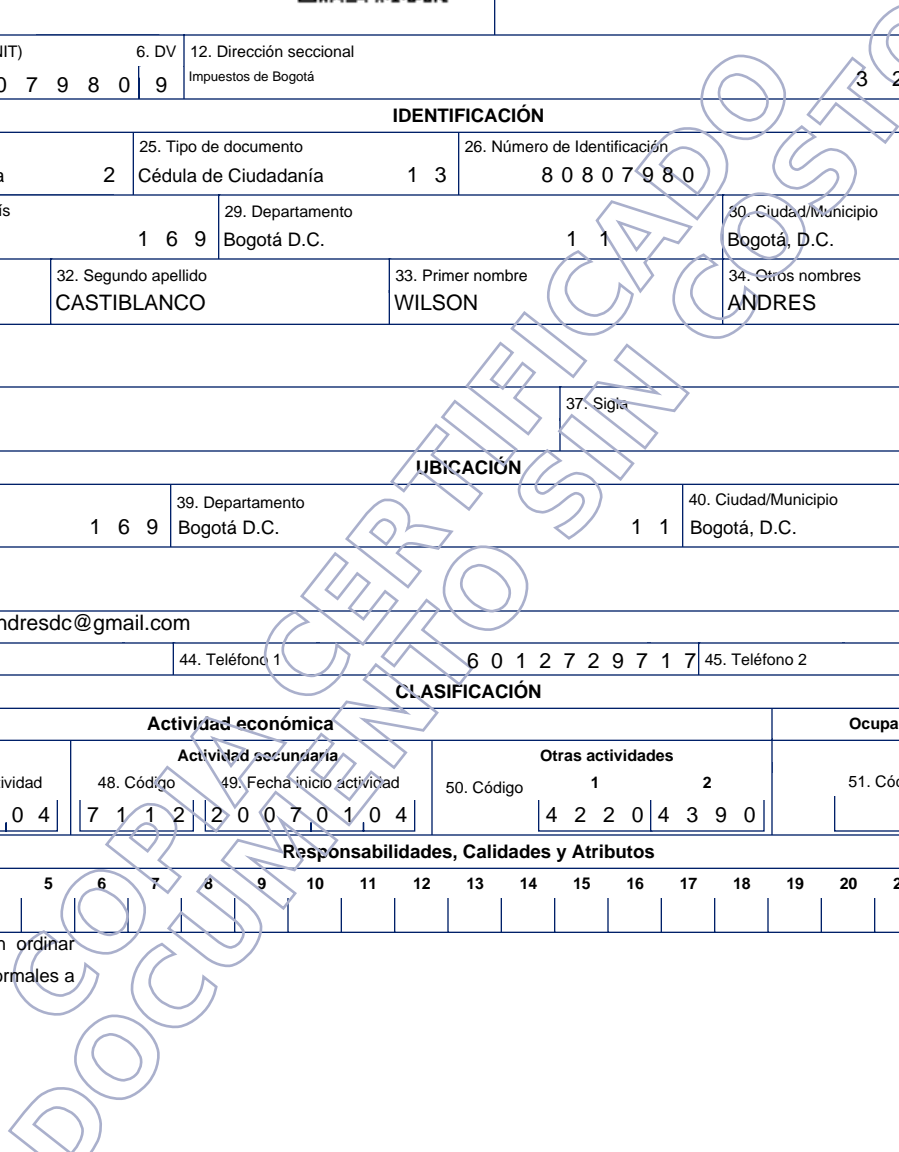 6. DV 12. Dirección seccional
7 9 8 0 9 Impuestos de Bogotá 3 2
IDENTIFICACIÓN
25. Tipo de documento 26. Número de Identificación
2 Cédula de Ciudadanía 1 3 8 0 8 0 7 9 8 0
29. Departamento 30. Ciudad/Municipio
1 6 9 Bogotá D.C. 1 1 Bogotá, D.C.
32. Segundo apellido 33. Primer nombre 34. Otros nombres
CASTIBLANCO WILSON ANDRES
37. Sigla
UBICACIÓN
39. Departamento 40. Ciudad/Municipio
1 6 9 Bogotá D.C. 1 1 Bogotá, D.C.
ndresdc@gmail.com
44. Teléfono 1 6 0 1 2 7 2 9 7 1 7 45. Teléfono 2
CLASIFICACIÓN
Actividad económica Ocupa
Actividad secundaria Otras actividades
ividad 48. Código 49. Fecha inicio actividad 50. Código 1 2 51. Cód
0 4 7 1 1 2 2 0 0 7 0 1 0 4 4 2 2 0 4 3 9 0
Responsabilidades, Calidades y Atributos
5 6 7 8 9 10 11 12 13 14 15 16 17 18 19 20
n ordinar
ormales a
COPIA CERTIFICADO
DOCUMENTO SIN COSTO